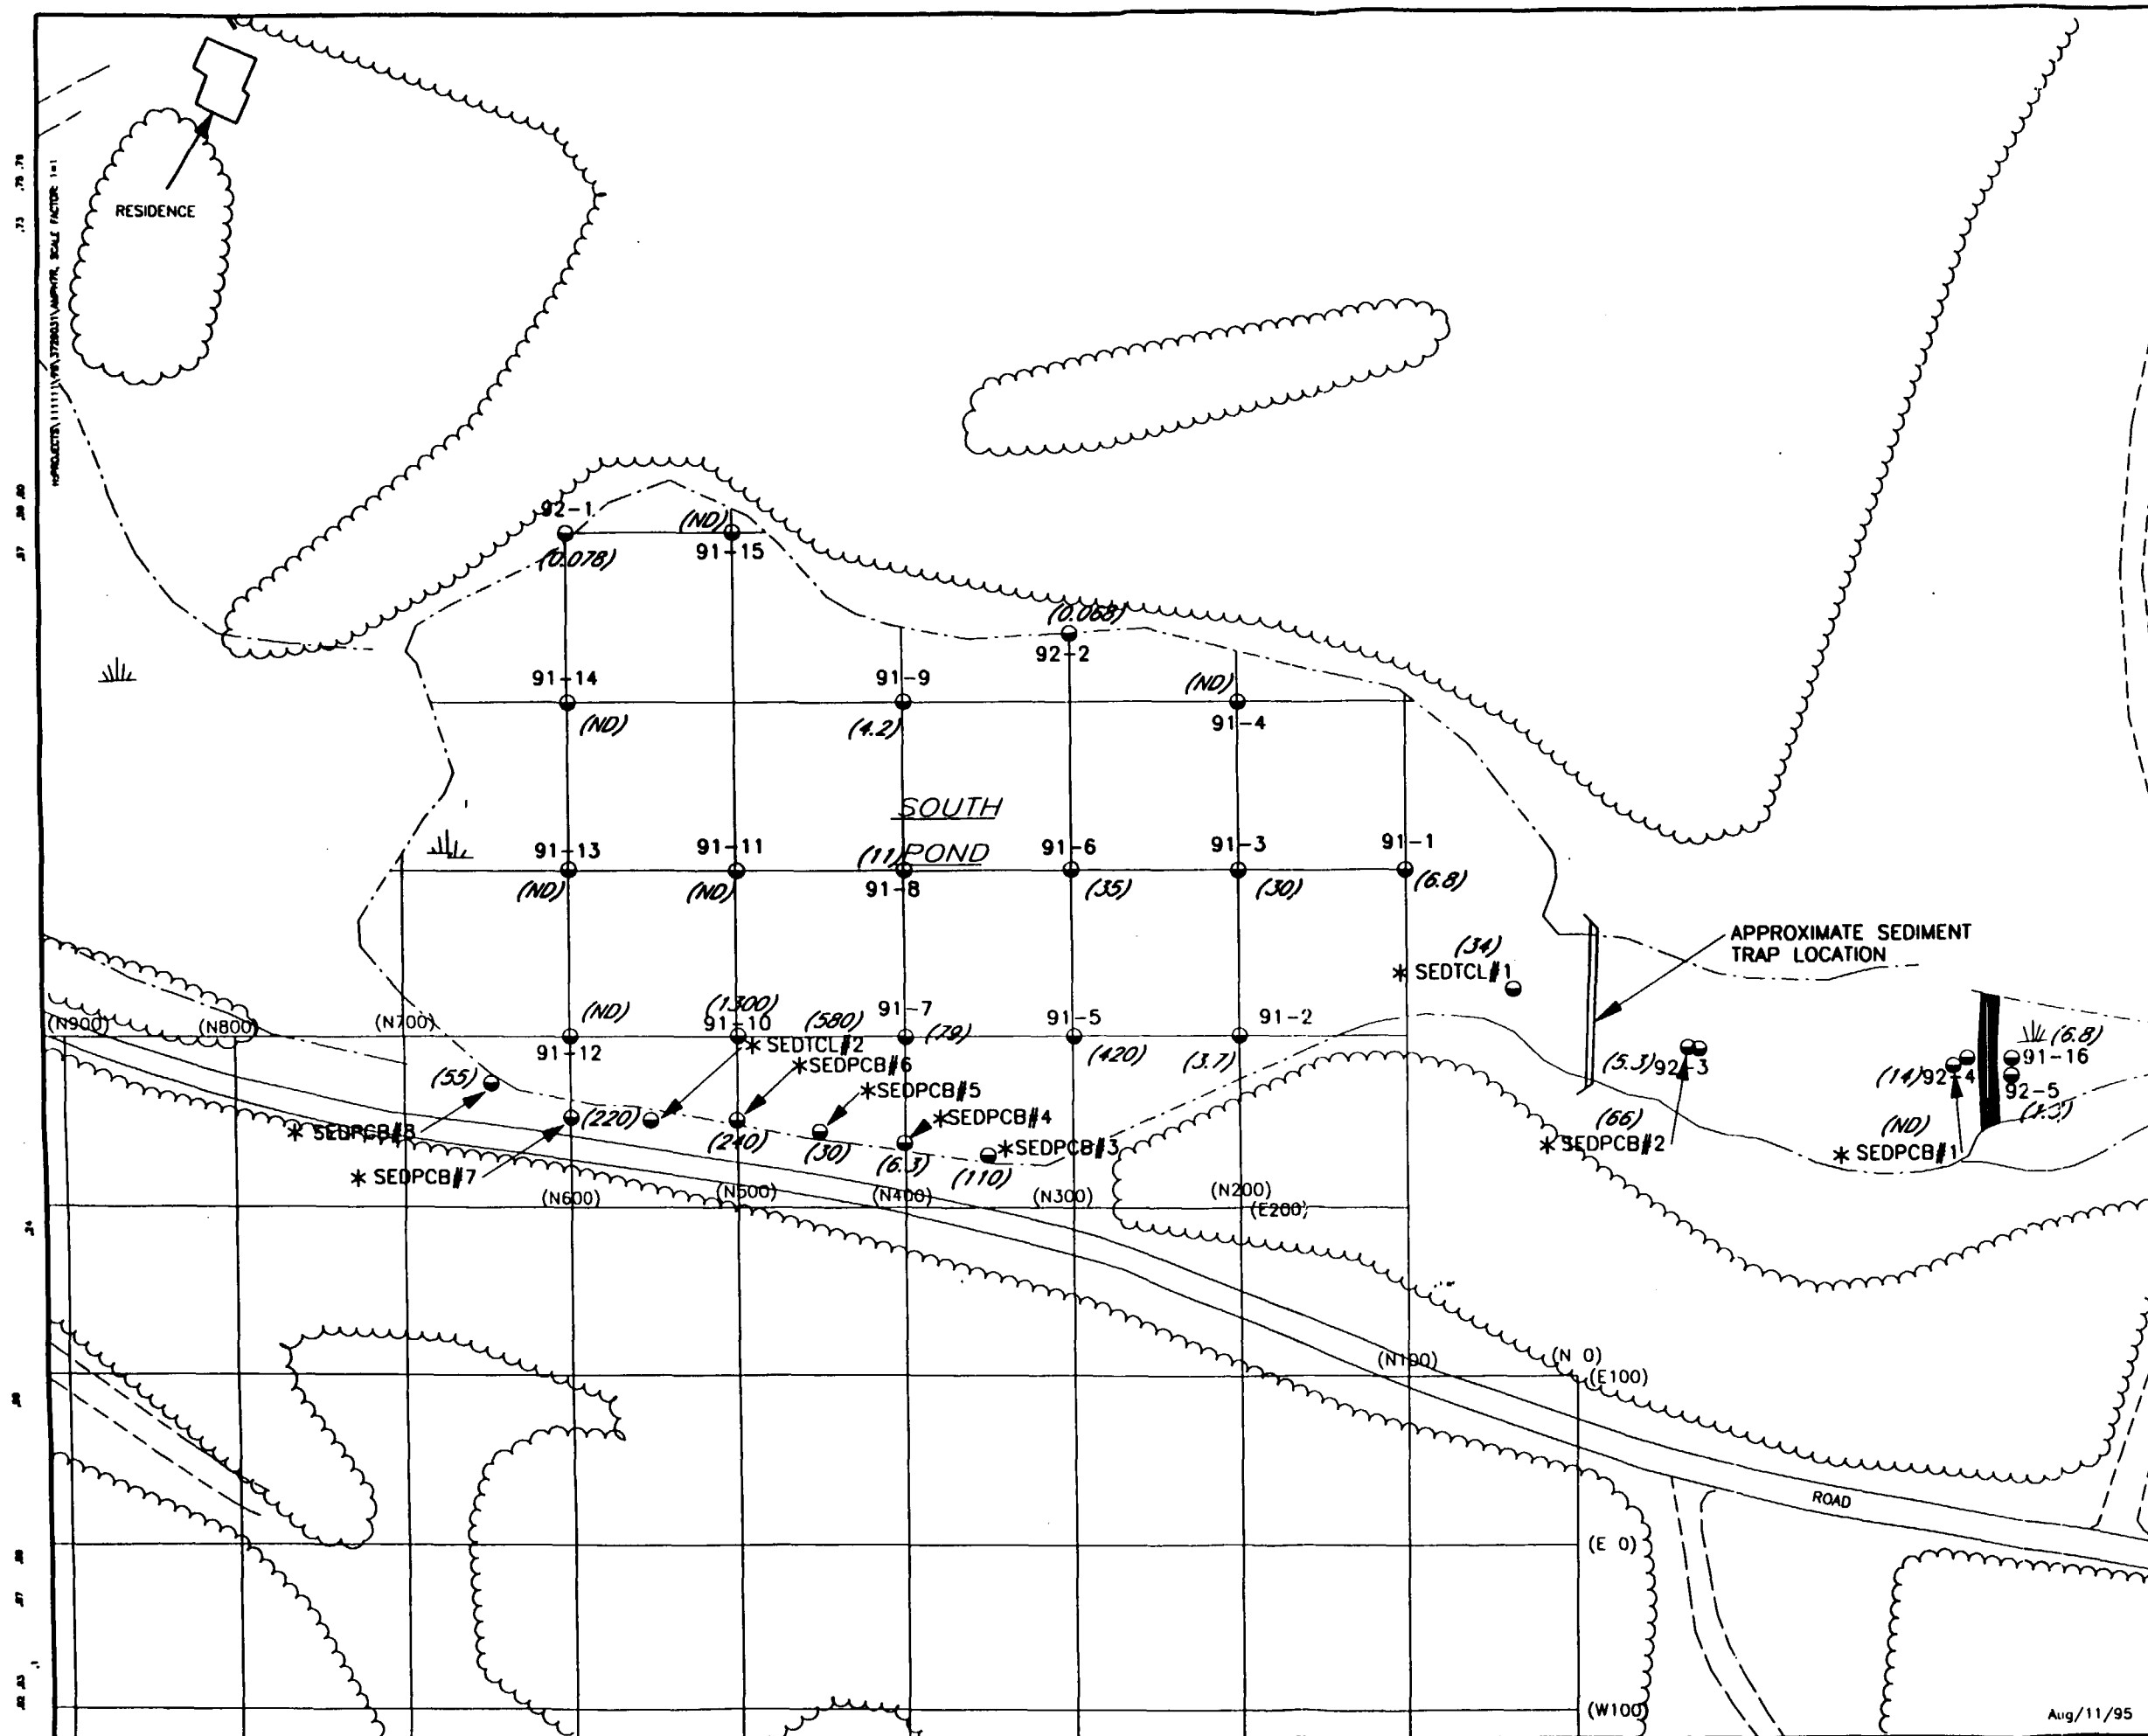 RESIDENCE
92-1
(ND)
(0.078)
91-15
(0.068)
92-2
91-14
(ND)
91-9
(4.2)
(ND)
91-4
SOUTH
POND
91-13
(ND)
91-11
(ND)
(11)
91-8
91-6
(35)
91-3
(30)
91-1
(6.8)
APPROXIMATE SEDIMENT
TRAP LOCATION
(34)
* SEDTCL#1
(N900)
(N800)
(N700)
(ND)
91-12
(1300)
91-10
* SEDTCL#2
(580)
*SEDPCB#6
91-7
(79)
91-5
(420)
91-2
(3.7)
(5.3)
92-3
(6.8)
91-16
(14)
92-4
92-5
(55)
* SEDPCB#8
(220)
* SEDPCB#7
(240)
*SEDPCB#5
(30)
*SEDPCB#4
(6.3)
*SEDPCB#3
(110)
(66)
* SEDPCB#2
(ND)
* SEDPCB#1
(N600)
(N500)
(N400)
(N300)
(N200)
(E200)
(N100)
(N 0)
(E100)
ROAD
(E 0)
(W100)
Aug/11/95